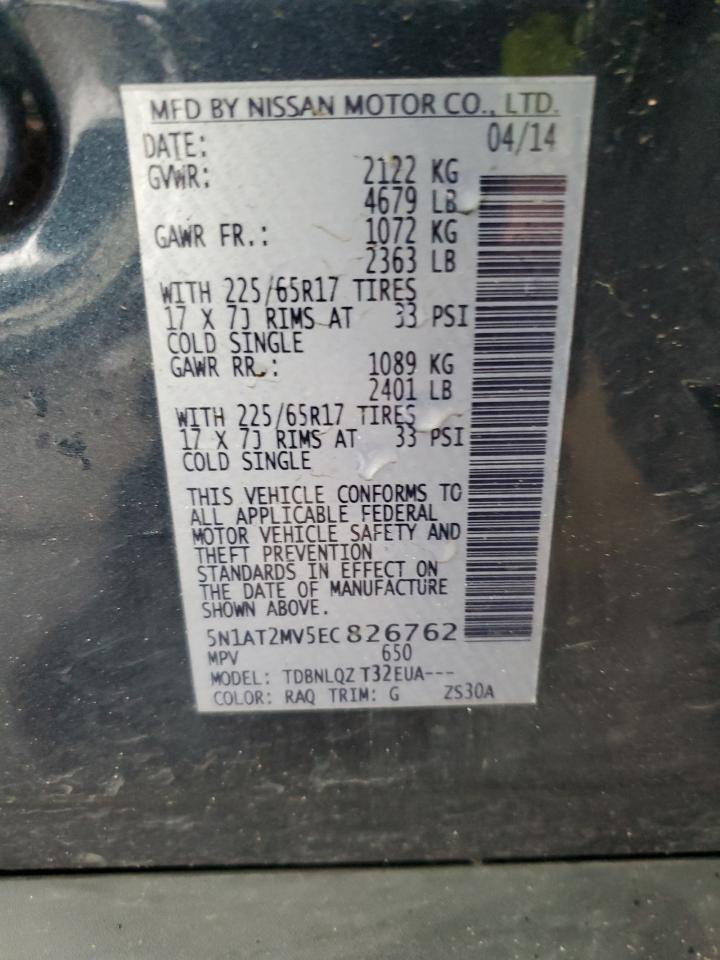 MFD BY NISSAN MOTOR CO., LTD.
DATE: 04/14
GVWR: 2122 KG
4679 LB
GAWR FR.: 1072 KG
2363 LB
WITH 225/65R17 TIRES
17 X 7J RIMS AT 33 PSI
COLD SINGLE
GAWR RR.: 1089 KG
2401 LB
WITH 225/65R17 TIRES
17 X 7J RIMS AT 33 PSI
COLD SINGLE
THIS VEHICLE CONFORMS TO
ALL APPLICABLE FEDERAL
MOTOR VEHICLE SAFETY AND
THEFT PREVENTION
STANDARDS IN EFFECT ON
THE DATE OF MANUFACTURE
SHOWN ABOVE.
5N1AT2MV5EC826762
MPV 650
MODEL: TDBNLQZ T32EUA---
COLOR: RAQ TRIM: G ZS30A